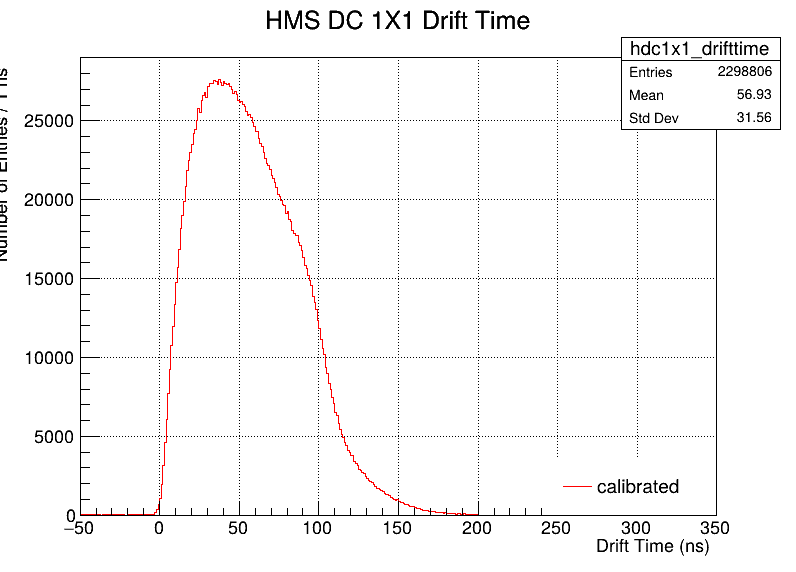 HMS DC 1X1 Drift Time
hdc1x1_drifttime
Entries 2298806
Mean 56.93
Std Dev 31.56
Number of Entries / 1 ns
25000
20000
15000
10000
5000
0
−50 0 50 100 150 200 250 300 350
Drift Time (ns)
calibrated